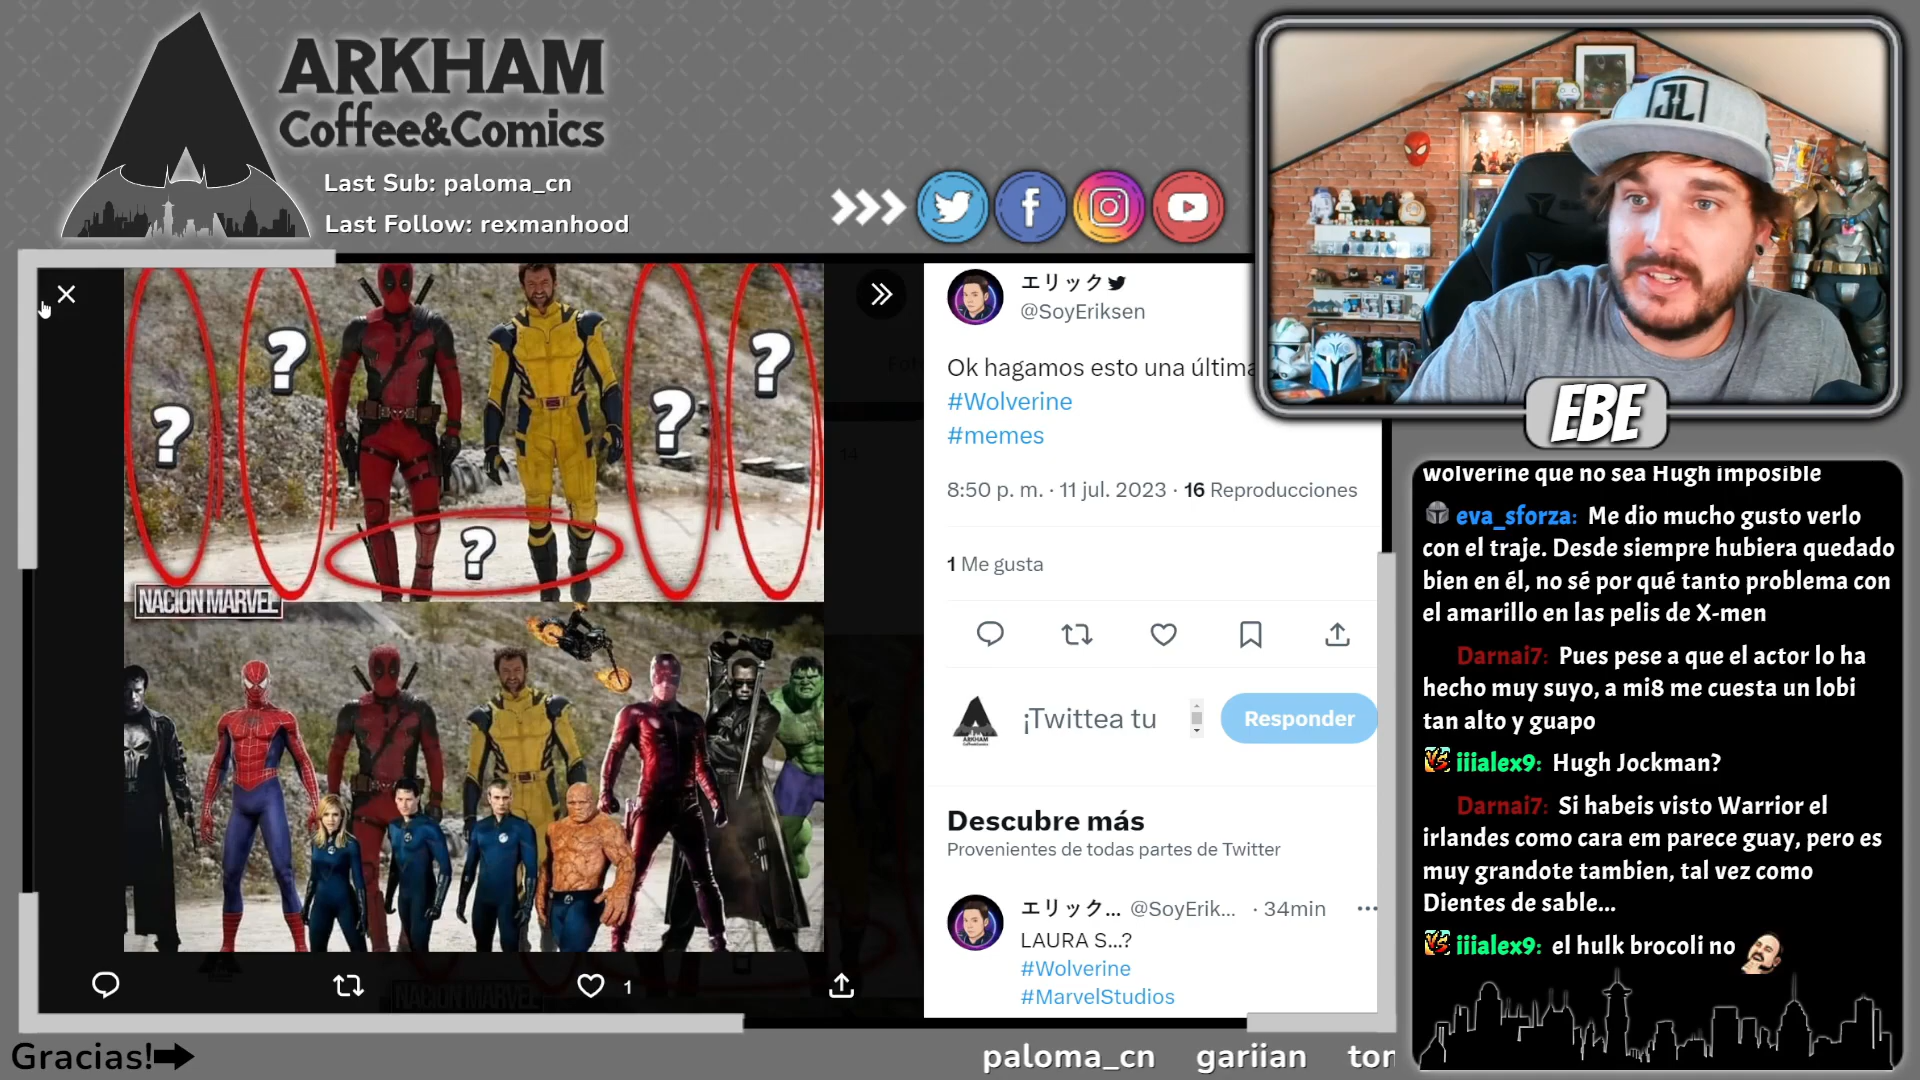 ARKHAM
Coffee&Comics
Last Sub: paloma_cn
Last Follow: rexmanhood
JL
EBE
? ? ? ?
?
NACION MARVEL
1
エリック
@SoyEriksen
Ok hagamos esto una última
#Wolverine
#memes
8:50 p. m. · 11 jul. 2023 · 16 Reproducciones
1 Me gusta
¡Twittea tu
Responder
Descubre más
Provenientes de todas partes de Twitter
エリック... @SoyErik... · 34min
LAURA S...?
#Wolverine
#MarvelStudios
wolverine que no sea Hugh imposible
eva_sforza: Me dio mucho gusto verlo
con el traje. Desde siempre hubiera quedado
bien en él, no sé por qué tanto problema con
el amarillo en las pelis de X-men
Darnai7: Pues pese a que el actor lo ha
hecho muy suyo, a mi8 me cuesta un lobi
tan alto y guapo
iiialex9: Hugh Jockman?
Darnai7: Si habeis visto Warrior el
irlandes como cara em parece guay, pero es
muy grandote tambien, tal vez como
Dientes de sable...
iiialex9: el hulk brocoli no
Gracias!
paloma_cn gariian tor